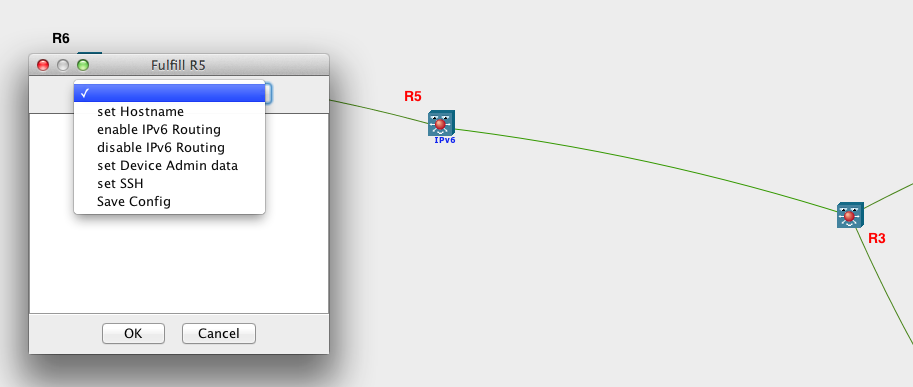 R6
Fulfill R5
✓
set Hostname
enable IPv6 Routing
disable IPv6 Routing
set Device Admin data
set SSH
Save Config
OK
Cancel
R5
IPv6
R3